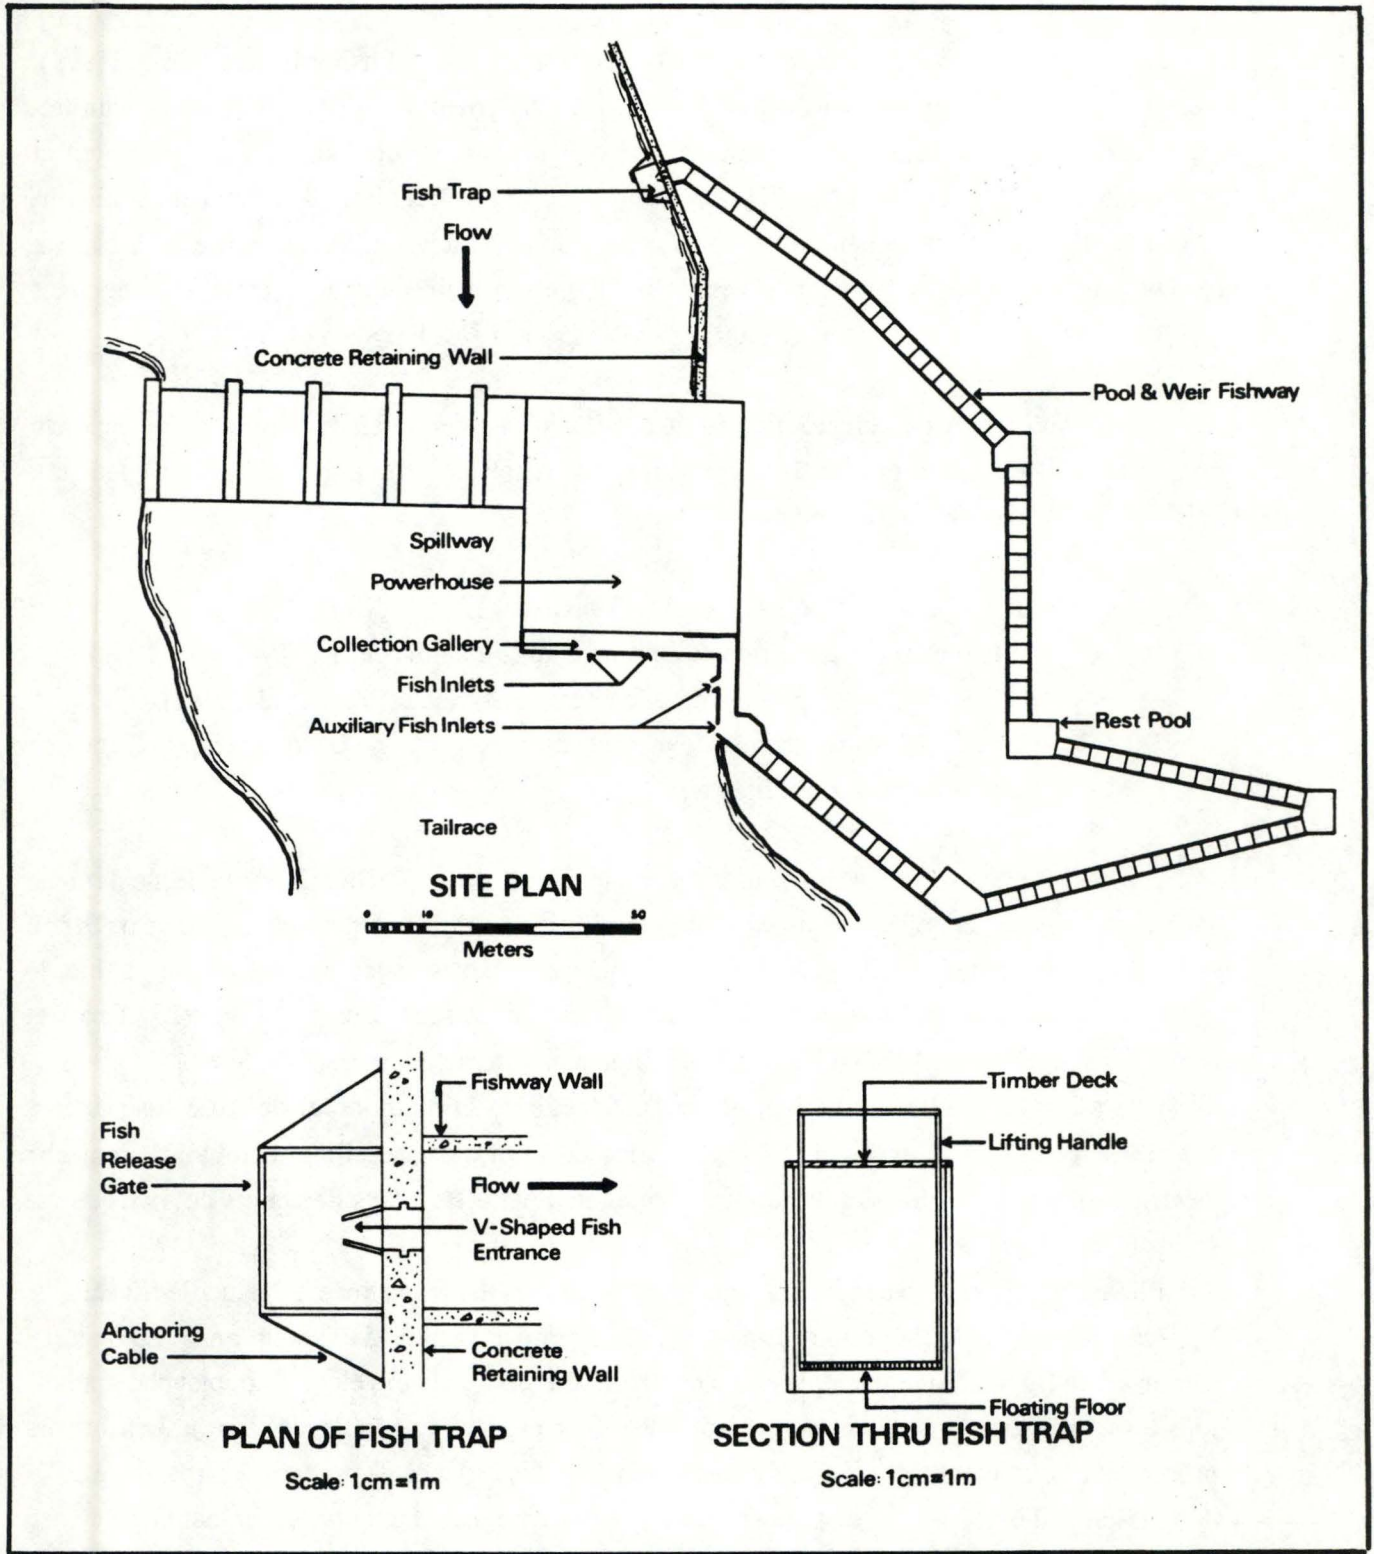 Fish Trap
Flow
Concrete Retaining Wall
Pool & Weir Fishway
Spillway
Powerhouse
Collection Gallery
Fish Inlets
Auxiliary Fish Inlets
Rest Pool
Tailrace
SITE PLAN
0 10 50
Meters
Fishway Wall
Fish
Release
Gate
Flow
V-Shaped Fish
Entrance
Anchoring
Cable
Concrete
Retaining Wall
PLAN OF FISH TRAP
Scale: 1cm=1m
Timber Deck
Lifting Handle
Floating Floor
SECTION THRU FISH TRAP
Scale: 1cm=1m